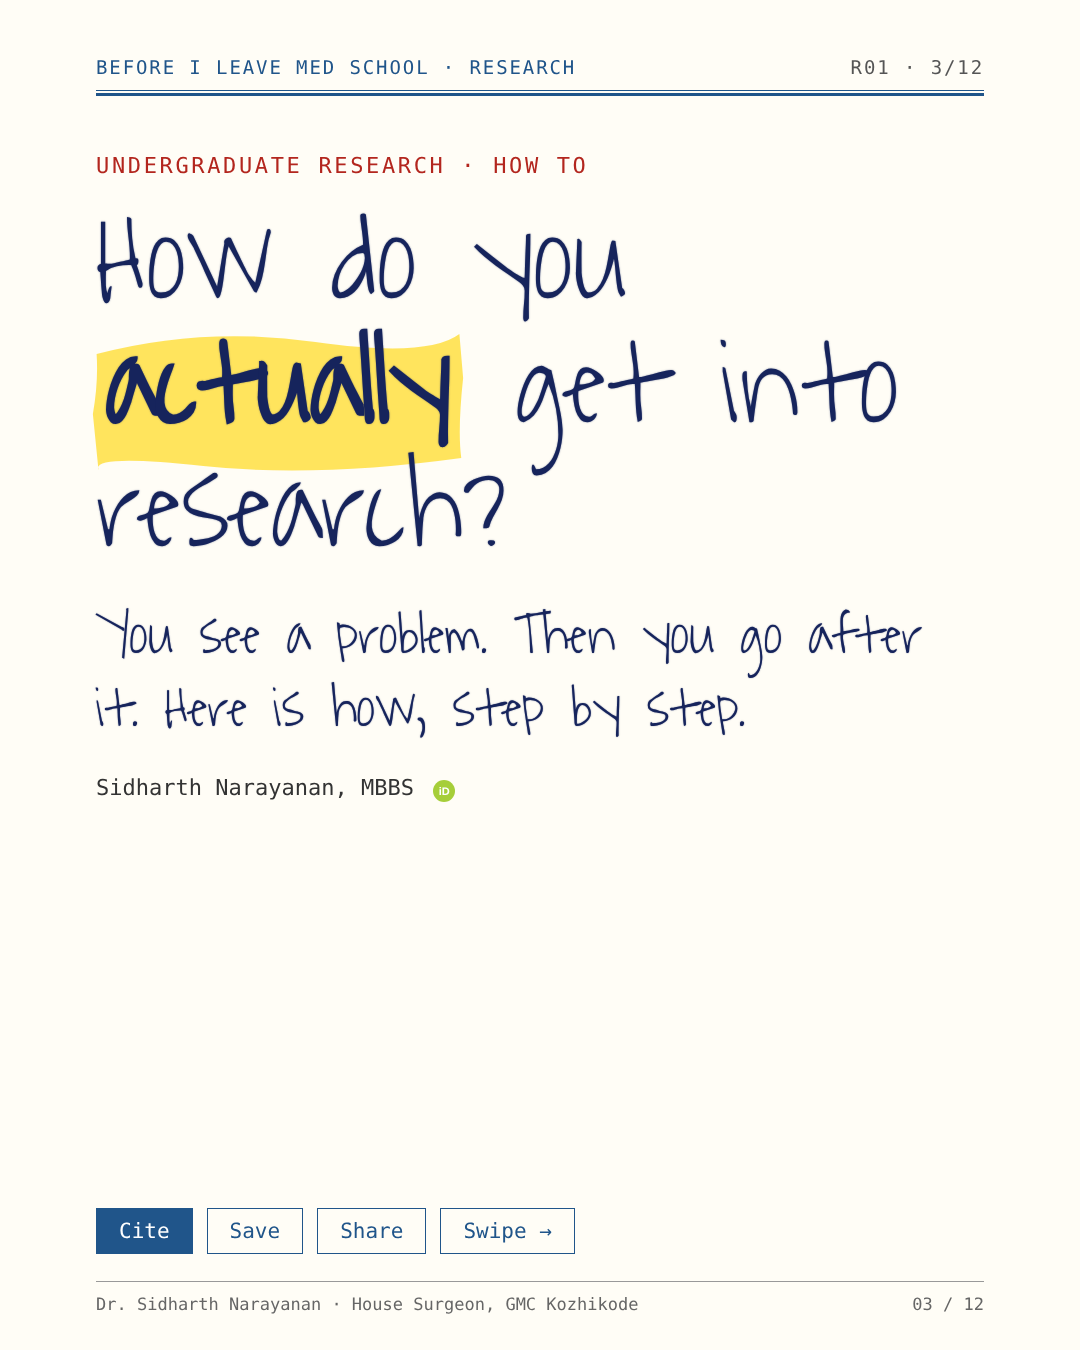 BEFORE I LEAVE MED SCHOOL · RESEARCH
R01 · 3/12
UNDERGRADUATE RESEARCH · HOW TO
How do you
actually get into
research?
You see a problem. Then you go after
it. Here is how, step by step.
Sidharth Narayanan, MBBS iD
Cite
Save
Share
Swipe →
Dr. Sidharth Narayanan · House Surgeon, GMC Kozhikode
03 / 12